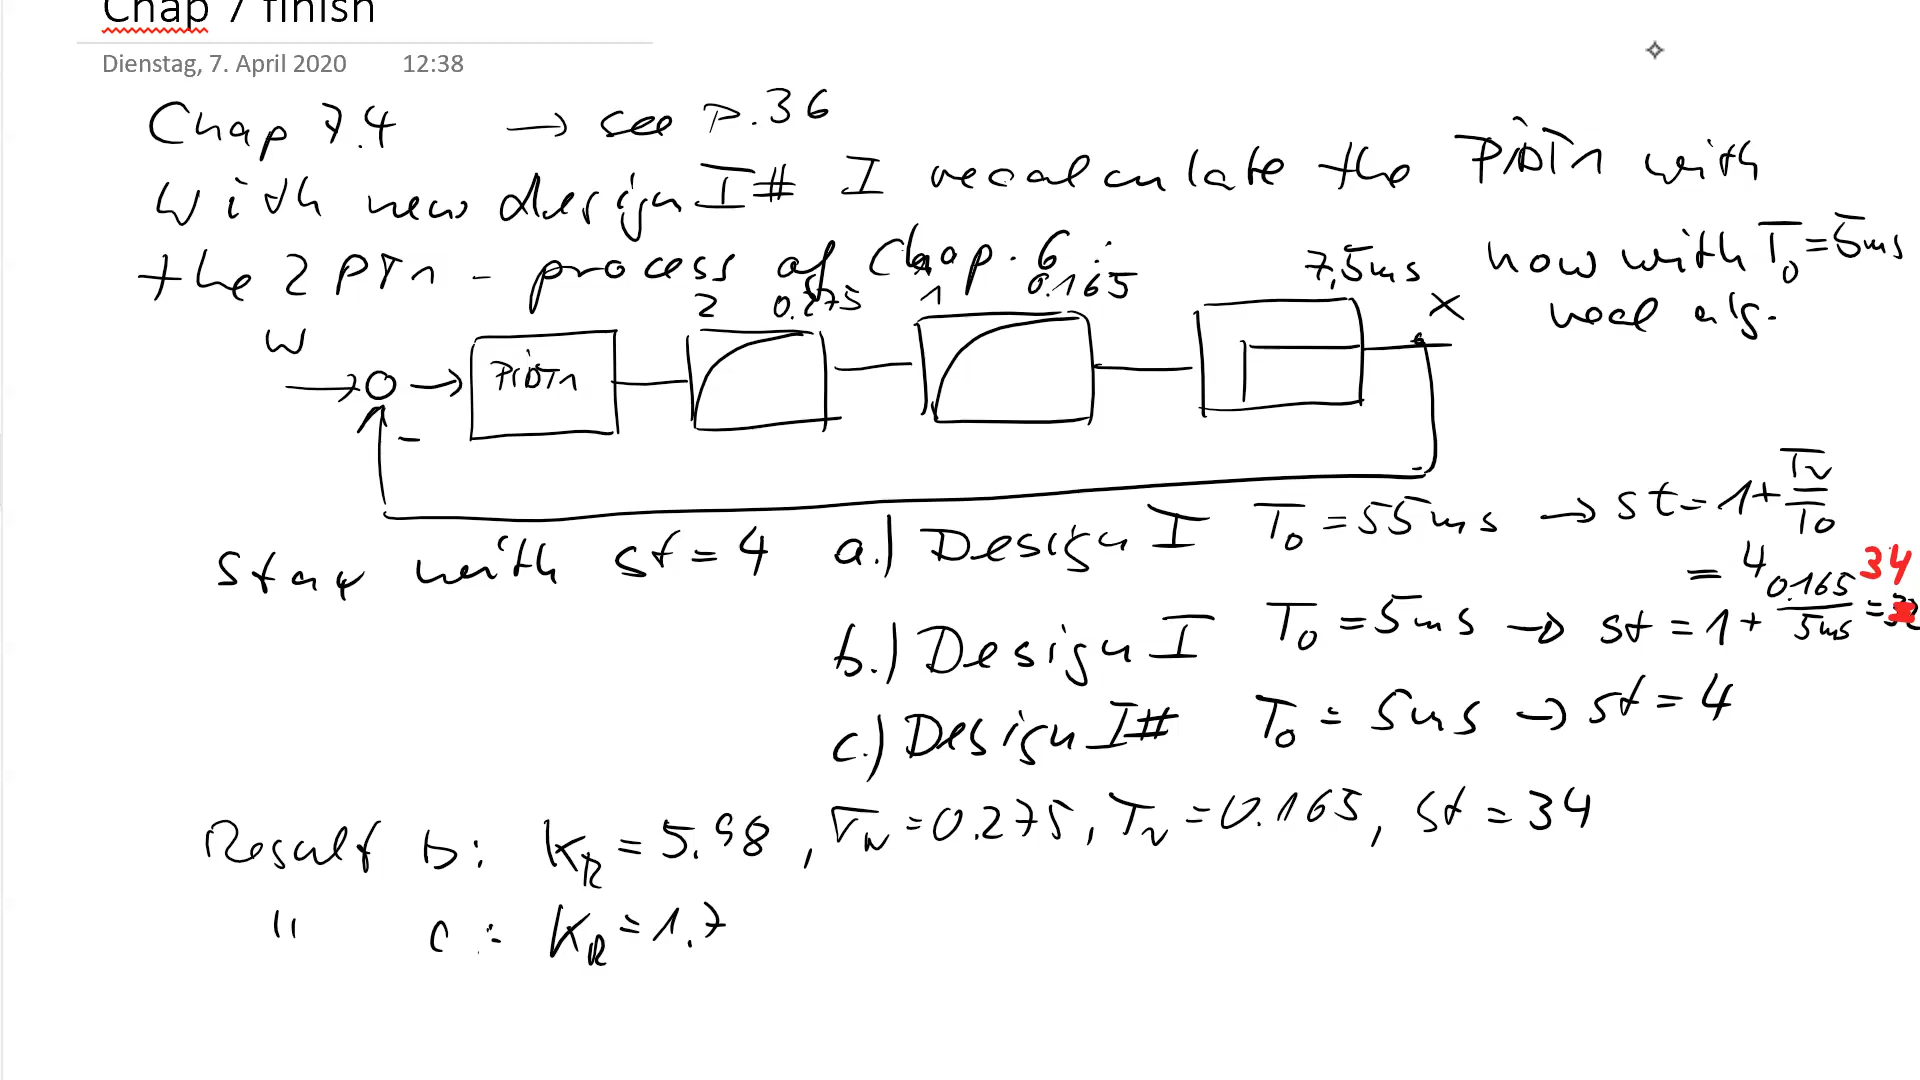 Chap 7 finish
Dienstag, 7. April 2020 12:38
Chap 7.4 → see p.36
With new design I# I recalculate the PIDT1 with
the 2 PT1 - process of Chap. 6 : now with T0 = 5ms
real alg.
2 0.275 1 0.165 7,5ms
W PIDT1 X
-
Stay with st = 4 a.) Design I T0 = 55ms → st = 1 + Tv/T0
= 4
b.) Design I T0 = 5ms → st = 1 + 0.165/5ms = 34
c.) Design I# T0 = 5ms → st = 4
Result b: KR = 5.98, TN = 0.275, Tv = 0.165, st = 34
" c: KR = 1.7